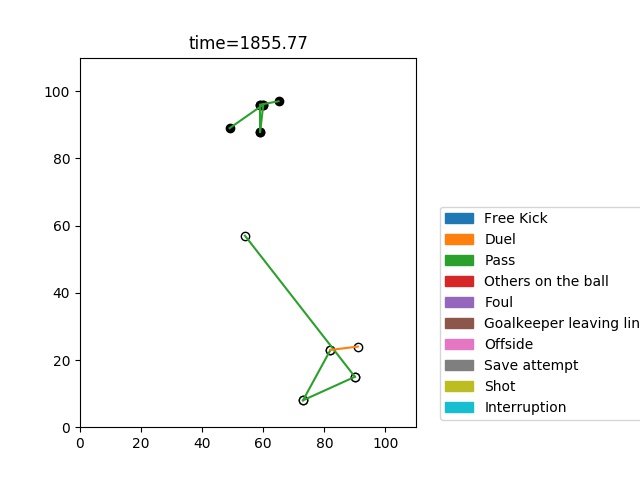 time=1855.77
100
80
60
40
20
0
0 20 40 60 80 100
Free Kick
Duel
Pass
Others on the ball
Foul
Goalkeeper leaving lin
Offside
Save attempt
Shot
Interruption